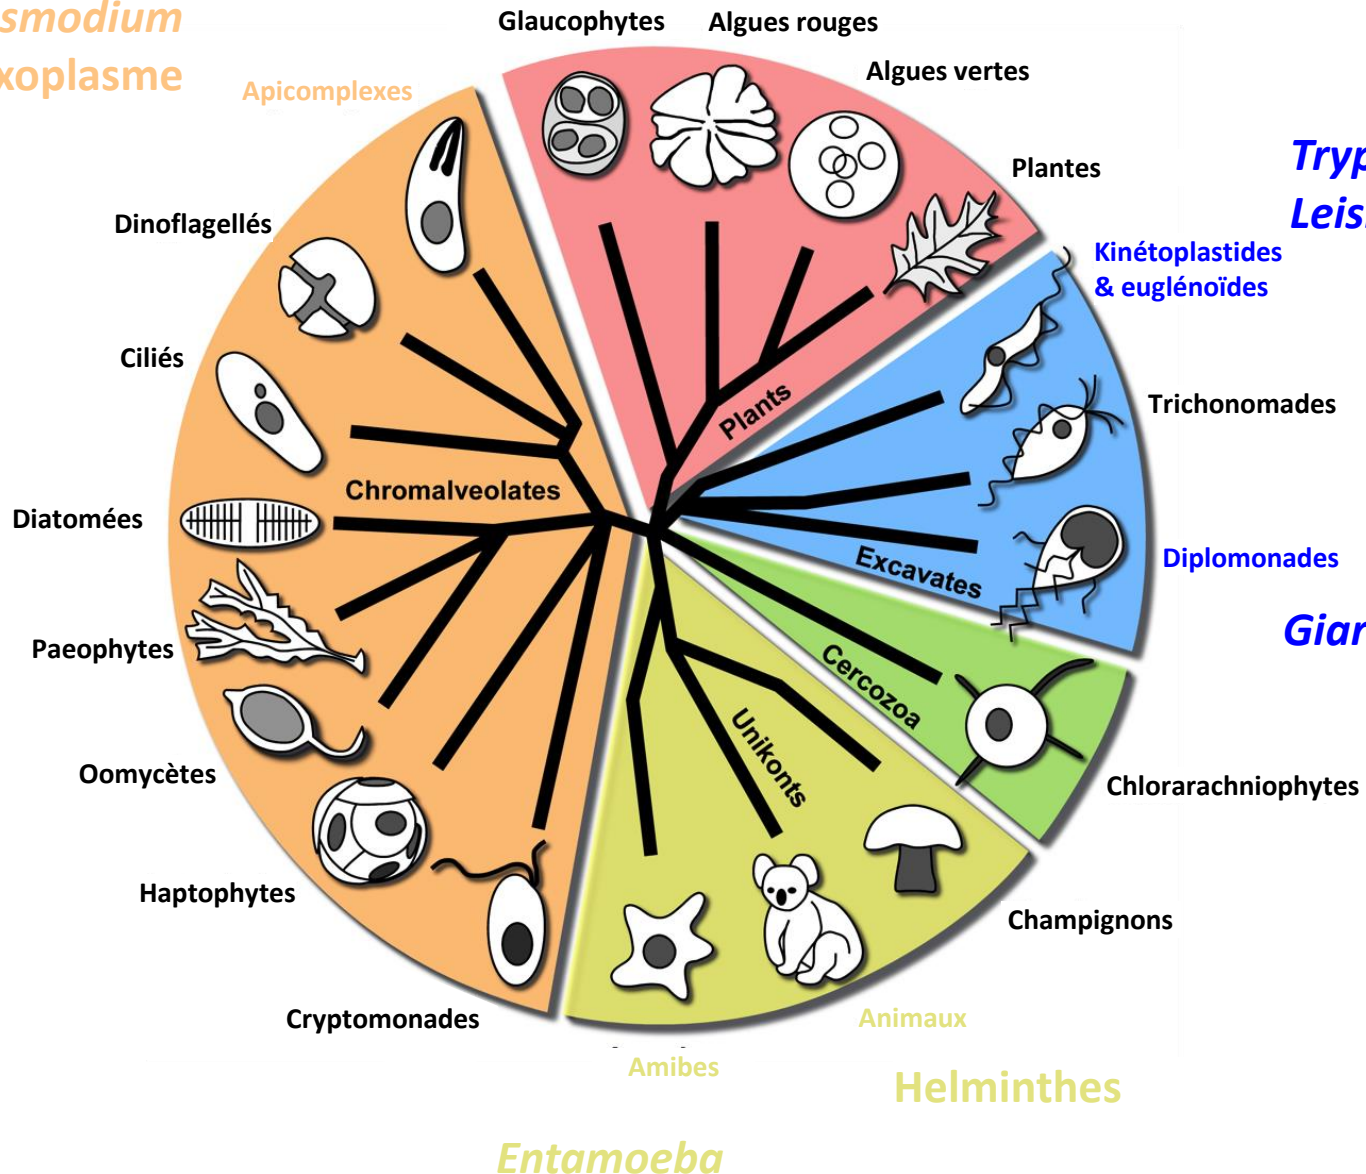 Glaucophytes
Algues rouges
smodium
xoplasme
Apicomplexes
Algues vertes
Plantes
Tryp
Leis
Dinoflagellés
Kinétoplastides
& euglénoïdes
Ciliés
Trichonomades
Plants
Chromalveolates
Diatomées
Excavates
Diplomonades
Giar
Paeophytes
Cercozoa
Unikonts
Oomycètes
Chlorarachniophytes
Haptophytes
Champignons
Cryptomonades
Animaux
Amibes
Helminthes
Entamoeba